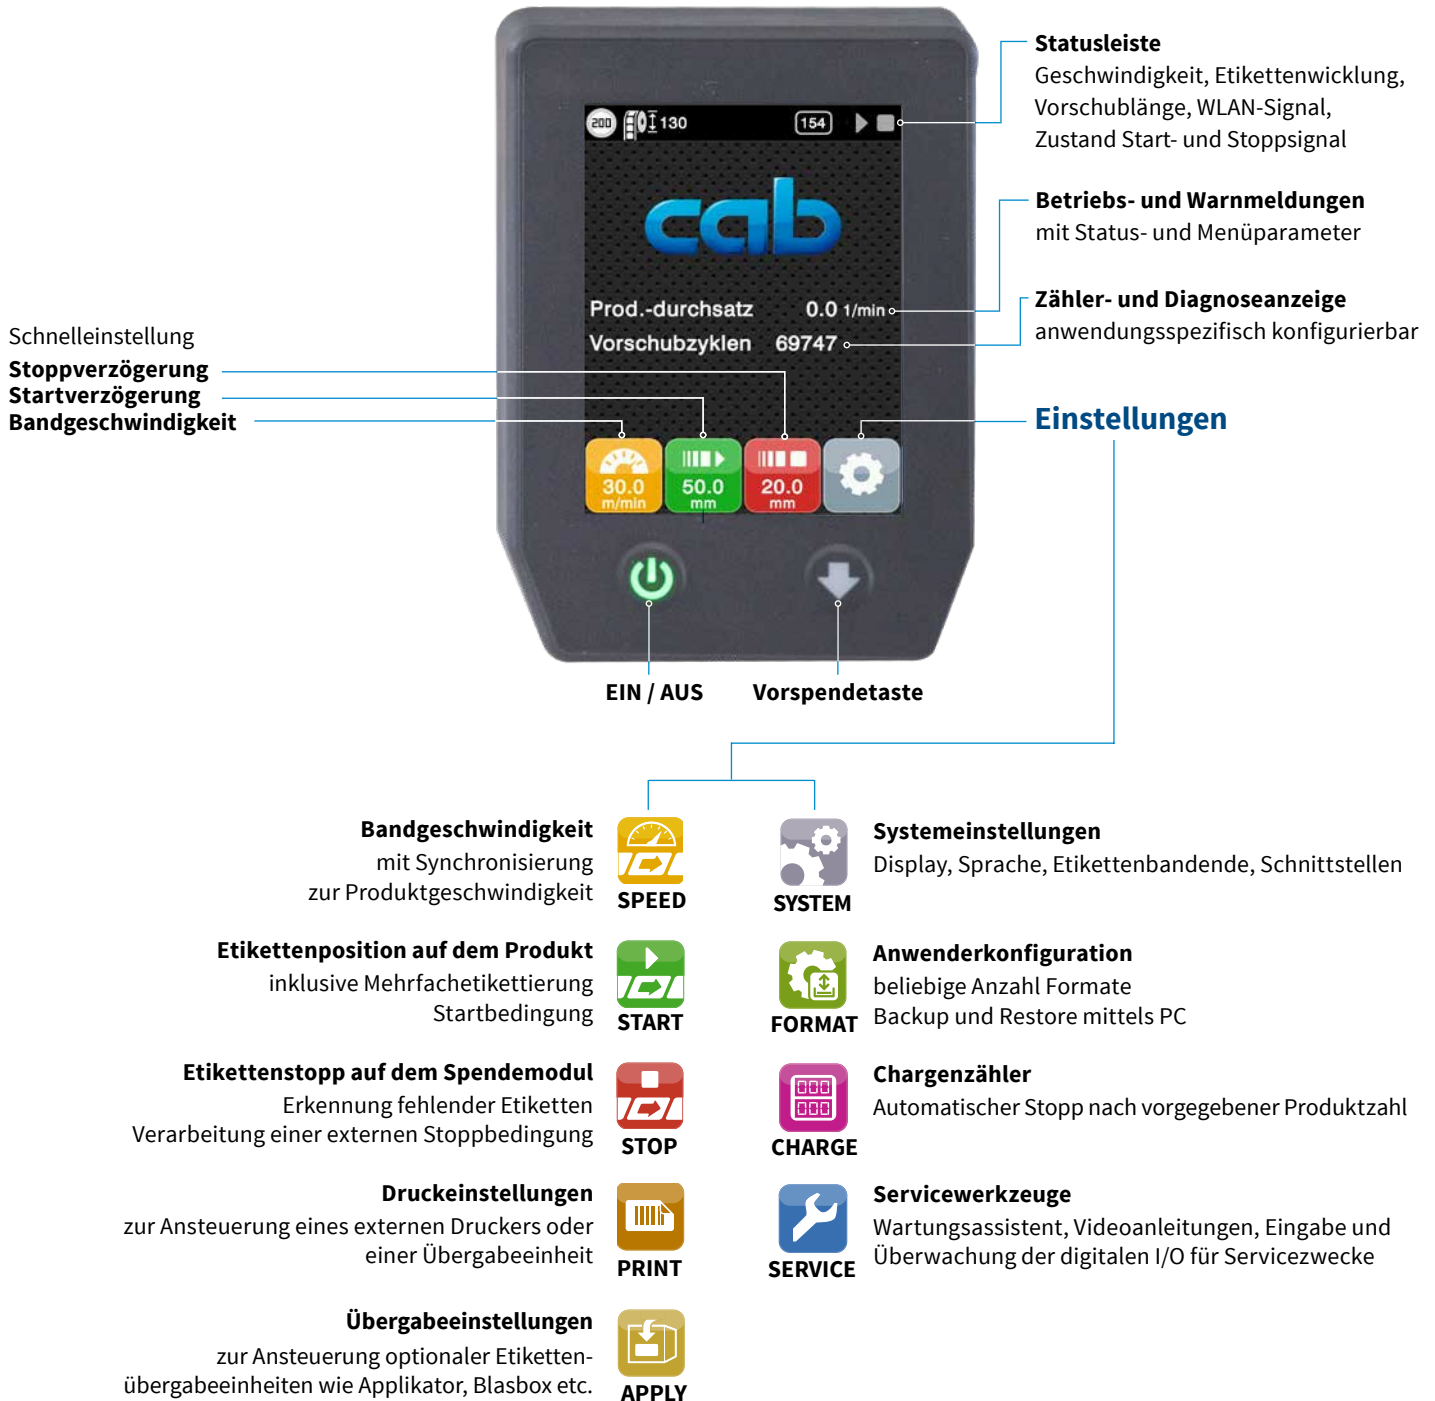 Statusleiste
Geschwindigkeit, Etikettenwicklung,
Vorschublänge, WLAN-Signal,
Zustand Start- und Stoppsignal
200 130 154
cab
Betriebs- und Warnmeldungen
mit Status- und Menüparameter
Prod.-durchsatz 0.0 1/min
Vorschubzyklen 69747
Zähler- und Diagnoseanzeige
anwendungsspezifisch konfigurierbar
Schnelleinstellung
Stoppverzögerung
Startverzögerung
Bandgeschwindigkeit
Einstellungen
30.0
m/min
50.0
mm
20.0
mm
EIN / AUS
Vorspendetaste
Bandgeschwindigkeit
mit Synchronisierung
zur Produktgeschwindigkeit
SPEED
Systemeinstellungen
Display, Sprache, Etikettenbandende, Schnittstellen
SYSTEM
Etikettenposition auf dem Produkt
inklusive Mehrfachetikettierung
Startbedingung
START
Anwenderkonfiguration
beliebige Anzahl Formate
Backup und Restore mittels PC
FORMAT
Etikettenstopp auf dem Spendemodul
Erkennung fehlender Etiketten
Verarbeitung einer externen Stoppbedingung
STOP
Chargenzähler
Automatischer Stopp nach vorgegebener Produktzahl
000
000
CHARGE
Druckeinstellungen
zur Ansteuerung eines externen Druckers oder
einer Übergabeeinheit
PRINT
Servicewerkzeuge
Wartungsassistent, Videoanleitungen, Eingabe und
Überwachung der digitalen I/O für Servicezwecke
SERVICE
Übergabeeinstellungen
zur Ansteuerung optionaler Etiketten-
übergabeeinheiten wie Applikator, Blasbox etc.
APPLY